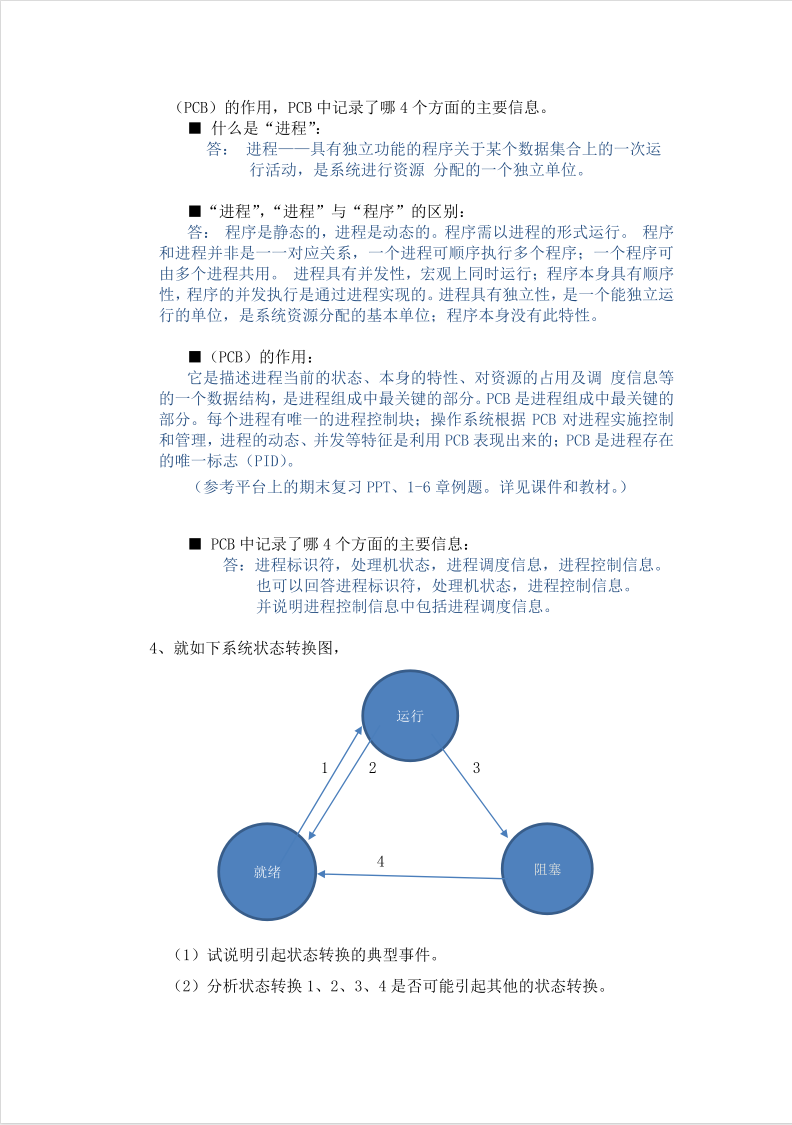 （PCB）的作用，PCB 中记录了哪 4 个方面的主要信息。
■ 什么是“进程”：
答： 进程——具有独立功能的程序关于某个数据集合上的一次运
行活动，是系统进行资源 分配的一个独立单位。
■“进程”，“进程”与“程序”的区别：
答： 程序是静态的，进程是动态的。程序需以进程的形式运行。 程序
和进程并非是一一对应关系，一个进程可顺序执行多个程序；一个程序可
由多个进程共用。 进程具有并发性，宏观上同时运行；程序本身具有顺序
性，程序的并发执行是通过进程实现的。进程具有独立性，是一个能独立运
行的单位，是系统资源分配的基本单位；程序本身没有此特性。
■（PCB）的作用：
它是描述进程当前的状态、本身的特性、对资源的占用及调 度信息等
的一个数据结构，是进程组成中最关键的部分。PCB 是进程组成中最关键的
部分。每个进程有唯一的进程控制块；操作系统根据 PCB 对进程实施控制
和管理，进程的动态、并发等特征是利用 PCB 表现出来的；PCB 是进程存在
的唯一标志（PID）。
（参考平台上的期末复习 PPT、1-6 章例题。详见课件和教材。）
■ PCB 中记录了哪 4 个方面的主要信息：
答：进程标识符，处理机状态，进程调度信息，进程控制信息。
也可以回答进程标识符，处理机状态，进程控制信息。
并说明进程控制信息中包括进程调度信息。
4、就如下系统状态转换图，
运行
1 2 3
4
就绪 阻塞
（1）试说明引起状态转换的典型事件。
（2）分析状态转换 1、2、3、4 是否可能引起其他的状态转换。